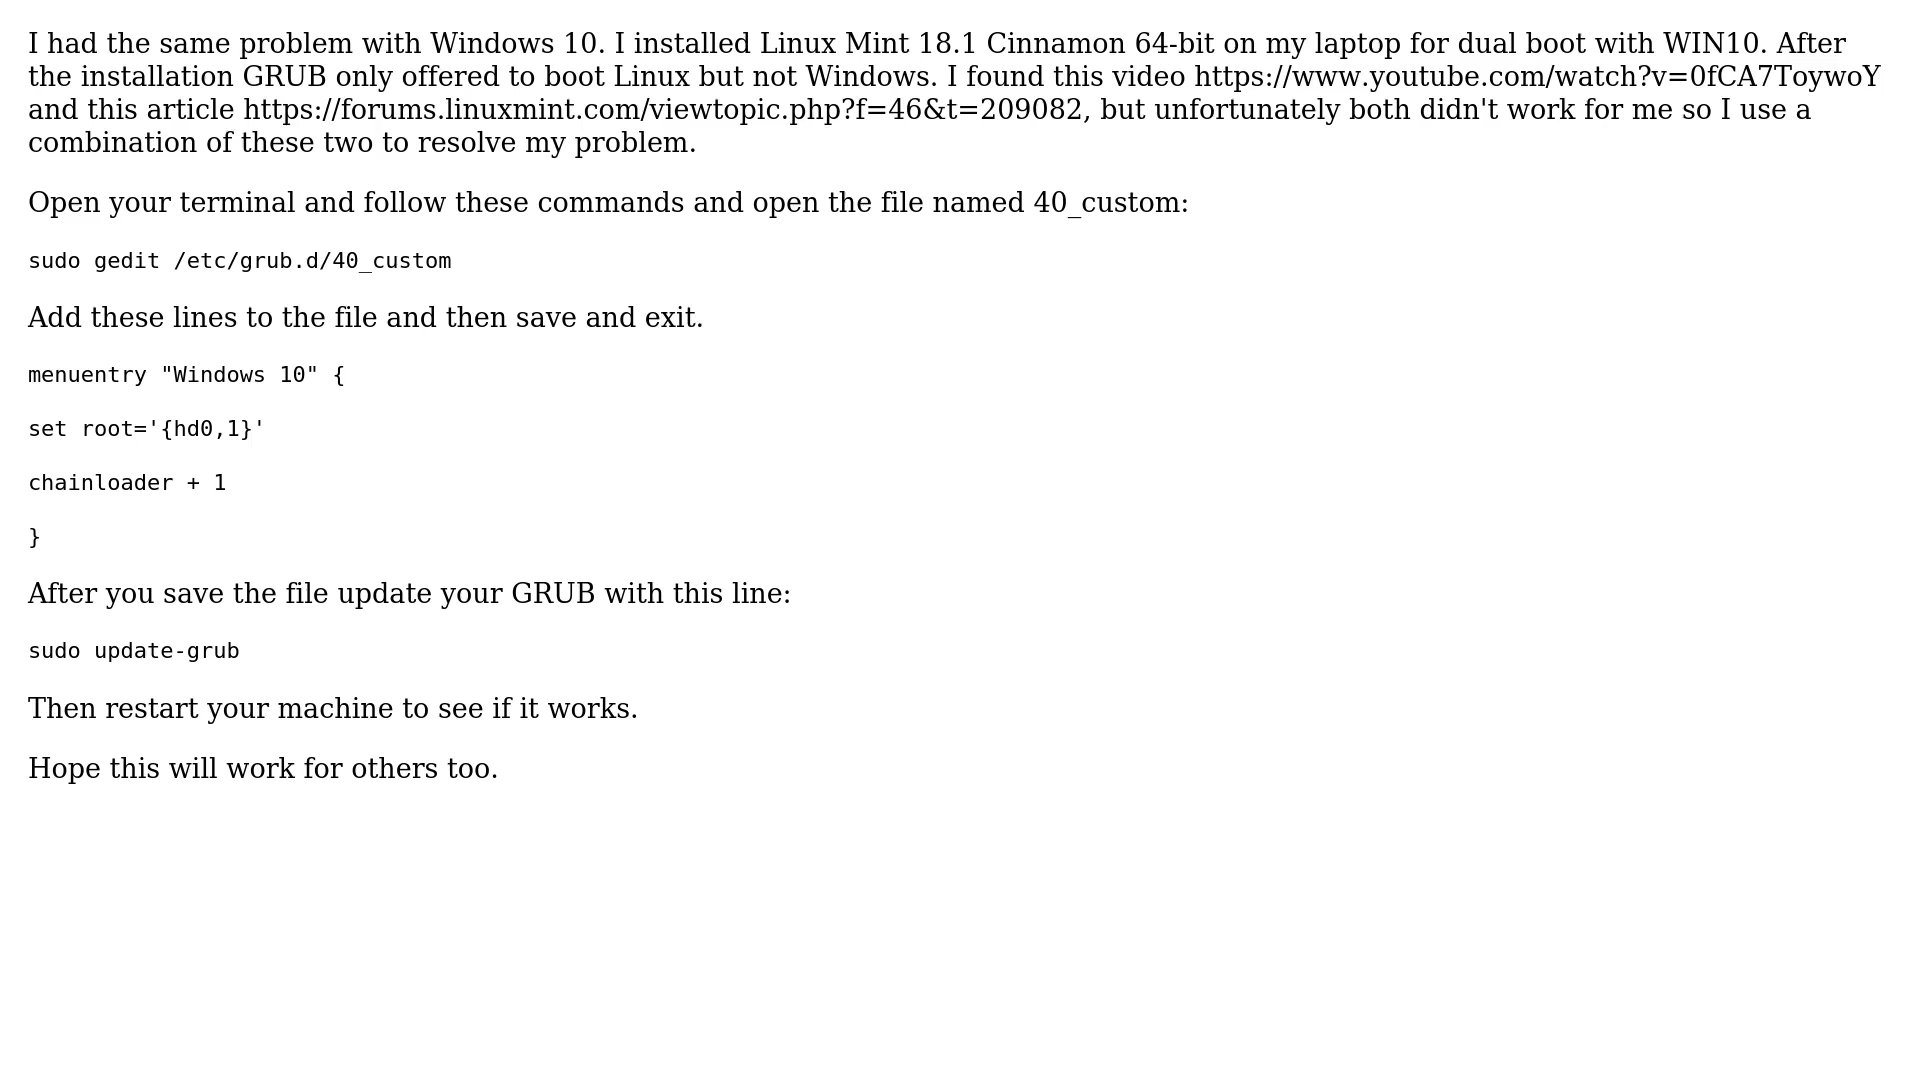 I had the same problem with Windows 10. I installed Linux Mint 18.1 Cinnamon 64-bit on my laptop for dual boot with WIN10. After
the installation GRUB only offered to boot Linux but not Windows. I found this video https://www.youtube.com/watch?v=0fCA7ToywoY
and this article https://forums.linuxmint.com/viewtopic.php?f=46&t=209082, but unfortunately both didn't work for me so I use a
combination of these two to resolve my problem.
Open your terminal and follow these commands and open the file named 40_custom:
sudo gedit /etc/grub.d/40_custom
Add these lines to the file and then save and exit.
menuentry "Windows 10" {
set root='{hd0,1}'
chainloader + 1
}
After you save the file update your GRUB with this line:
sudo update-grub
Then restart your machine to see if it works.
Hope this will work for others too.